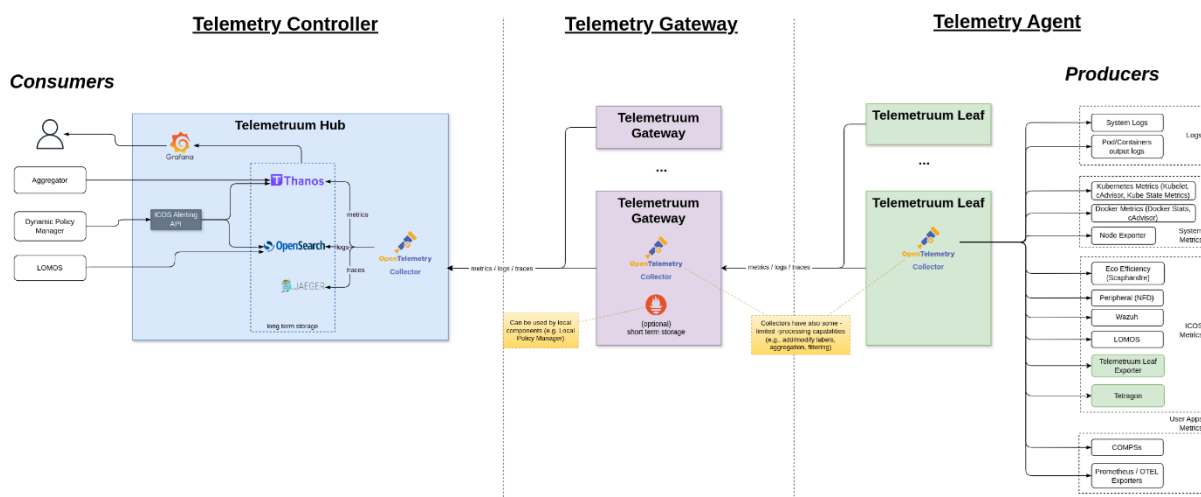 Telemetry Controller
Telemetry Gateway
Telemetry Agent
Consumers
Producers
Telemetruum Hub
Grafana
Aggregator
Dynamic Policy
Manager
LOMOS
ICOS Alerting
API
Thanos
OpenSearch
JAEGER
long term storage
metrics
logs
traces
OpenTelemetry
Collector
metrics / logs / traces
Telemetruum
Gateway
...
Telemetruum
Gateway
OpenTelemetry
Collector
(optional)
short term storage
Can be used by local
components (e.g. Local
Policy Manager)
metrics / logs / traces
Collectors have also some -
limited -processing capabilities
(e.g., add/modify labels,
aggregation, filtering)
Telemetruum Leaf
...
Telemetruum Leaf
OpenTelemetry
Collector
System Logs
Pod/Containers
output logs
Logs
Kubernetes Metrics (Kubelet,
cAdvisor, Kube State Metrics)
Docker Metrics (Docker Stats,
cAdvisor)
Node Exporter
System
Metrics
Eco Efficiency
(Scaphandre)
Peripheral (NFD)
Wazuh
LOMOS
Telemetruum Leaf
Exporter
Tetragon
ICOS
Metrics
User Apps
Metrics
COMPSs
Prometheus / OTEL
Exporters